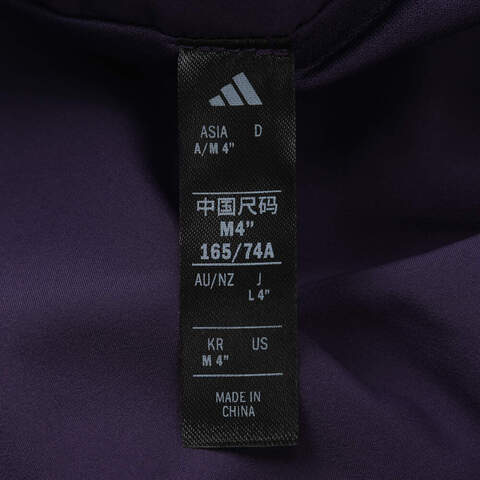 ASIA D
A/M 4"
中国尺码
M4"
165/74A
AU/NZ J
L 4"
KR US
M 4"
MADE IN
CHINA